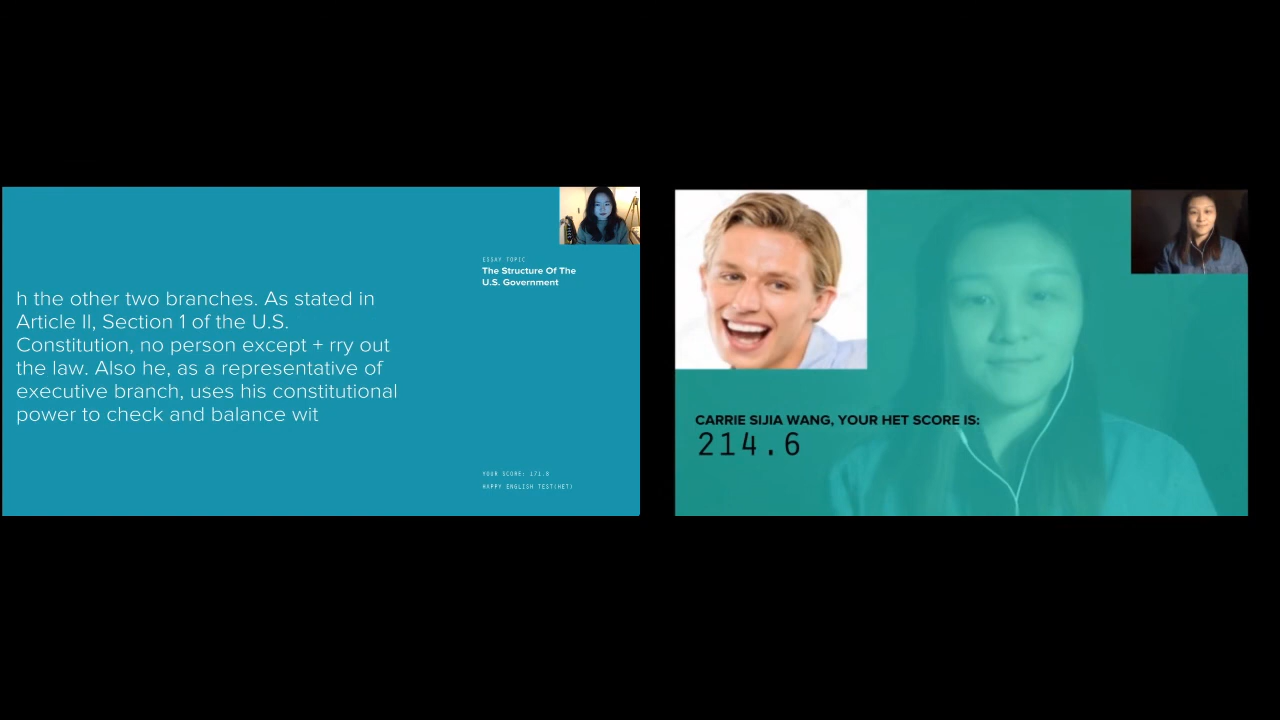 h the other two branches. As stated in
Article II, Section 1 of the U.S.
Constitution, no person except + rry out
the law. Also he, as a representative of
executive branch, uses his constitutional
power to check and balance wit
ESSAY TOPIC
The Structure Of The
U.S. Government
YOUR SCORE: 171.8
HAPPY ENGLISH TEST(HET)
CARRIE SIJIA WANG, YOUR HET SCORE IS:
214.6